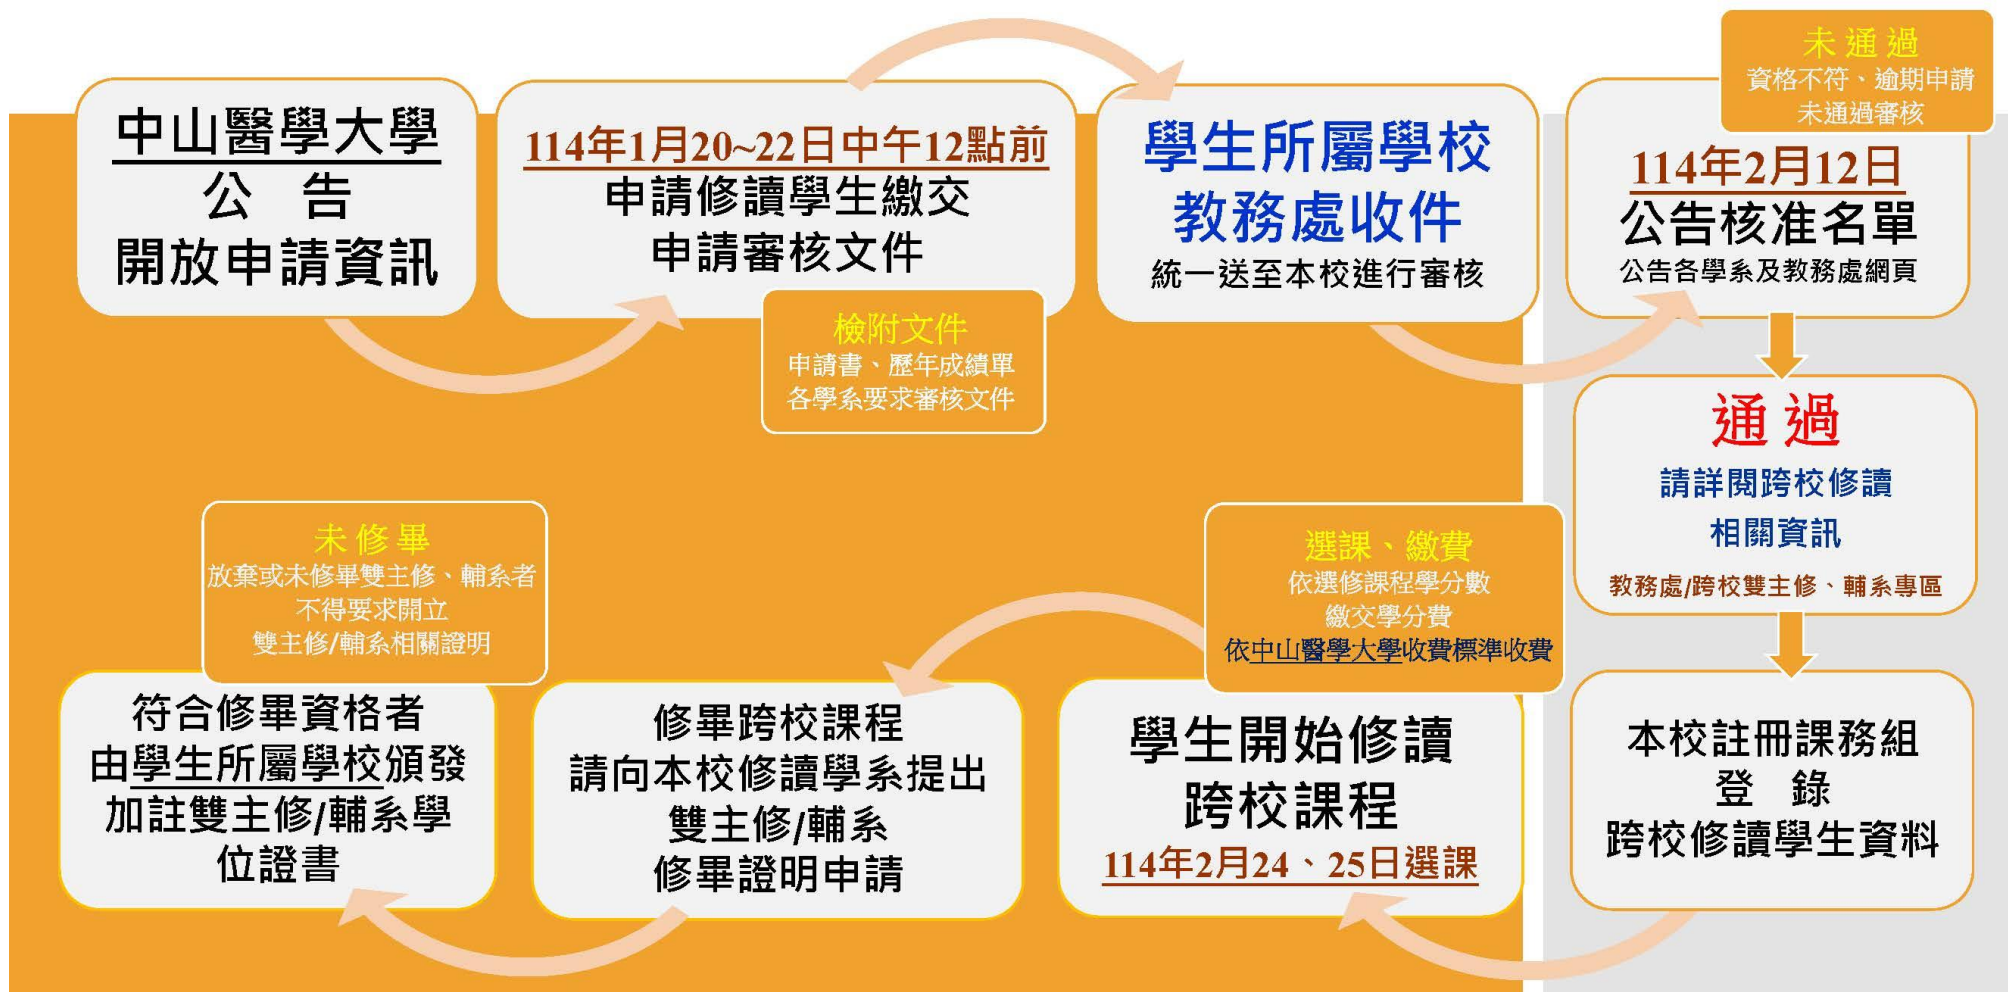 中山醫學大學
公 告
開放申請資訊
114年1月20~22日中午12點前
申請修讀學生繳交
申請審核文件
檢附文件
申請書、歷年成績單
各學系要求審核文件
學生所屬學校
教務處收件
統一送至本校進行審核
未通過
資格不符、逾期申請
未通過審核
114年2月12日
公告核准名單
公告各學系及教務處網頁
通過
請詳閱跨校修讀
相關資訊
教務處/跨校雙主修、輔系專區
本校註冊課務組
登 錄
跨校修讀學生資料
選課、繳費
依選修課程學分數
繳交學分費
依中山醫學大學收費標準收費
學生開始修讀
跨校課程
114年2月24、25日選課
修畢跨校課程
請向本校修讀學系提出
雙主修/輔系
修畢證明申請
未修畢
放棄或未修畢雙主修、輔系者
不得要求開立
雙主修/輔系相關證明
符合修畢資格者
由學生所屬學校頒發
加註雙主修/輔系學
位證書